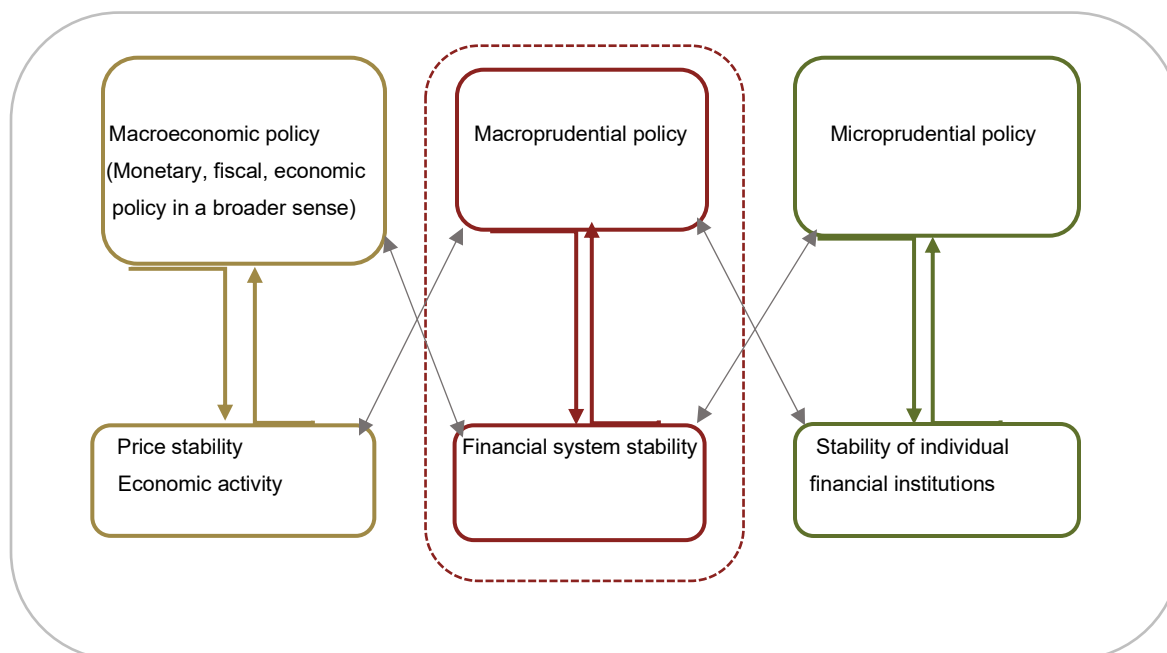 Macroeconomic policy
(Monetary, fiscal, economic
policy in a broader sense)
Macroprudential policy
Microprudential policy
Price stability
Economic activity
Financial system stability
Stability of individual
financial institutions